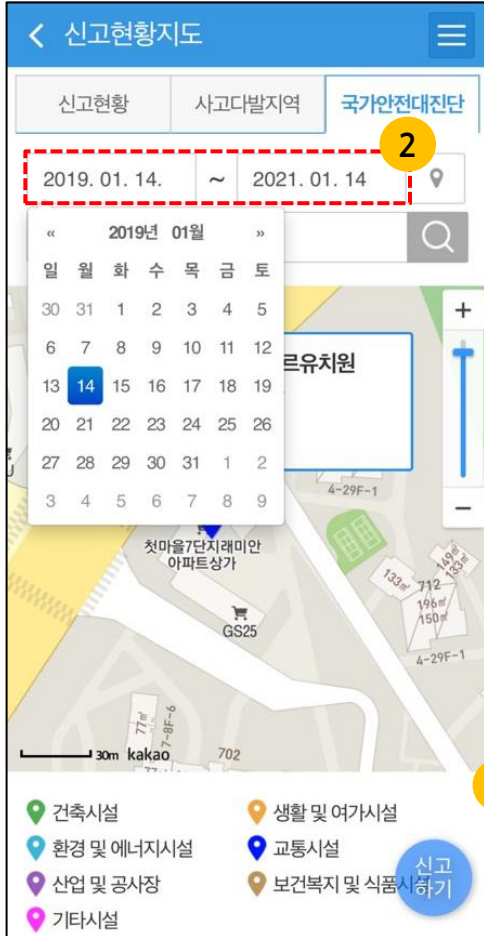 신고현황지도
신고현황 사고다발지역 국가안전대진단
2
2019. 01. 14. ~ 2021. 01. 14
« 2019년 01월 »
일 월 화 수 목 금 토
30 31 1 2 3 4 5
6 7 8 9 10 11 12
13 14 15 16 17 18 19
20 21 22 23 24 25 26
27 28 29 30 31 1 2
3 4 5 6 7 8 9
르유치원
+
−
4-29F-1
첫마을7단지래미안
아파트상가
GS25
133㎡
149㎡
133㎡
712
196㎡
150㎡
4-29F-1
77㎡
7-8F-6
30m kakao
702
건축시설 생활 및 여가시설
환경 및 에너지시설 교통시설
산업 및 공사장 보건복지 및 식품시설
기타시설
신고
하기